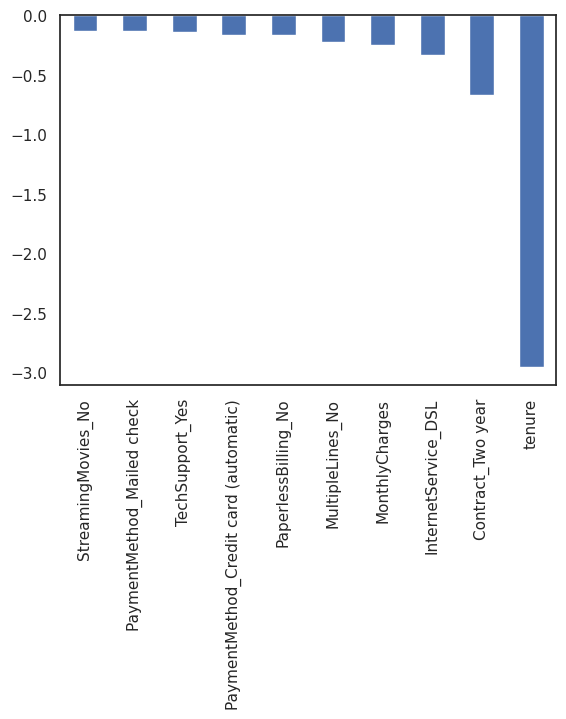 0.0
−0.5
−1.0
−1.5
−2.0
−2.5
−3.0
StreamingMovies_No
PaymentMethod_Mailed check
TechSupport_Yes
PaymentMethod_Credit card (automatic)
PaperlessBilling_No
MultipleLines_No
MonthlyCharges
InternetService_DSL
Contract_Two year
tenure